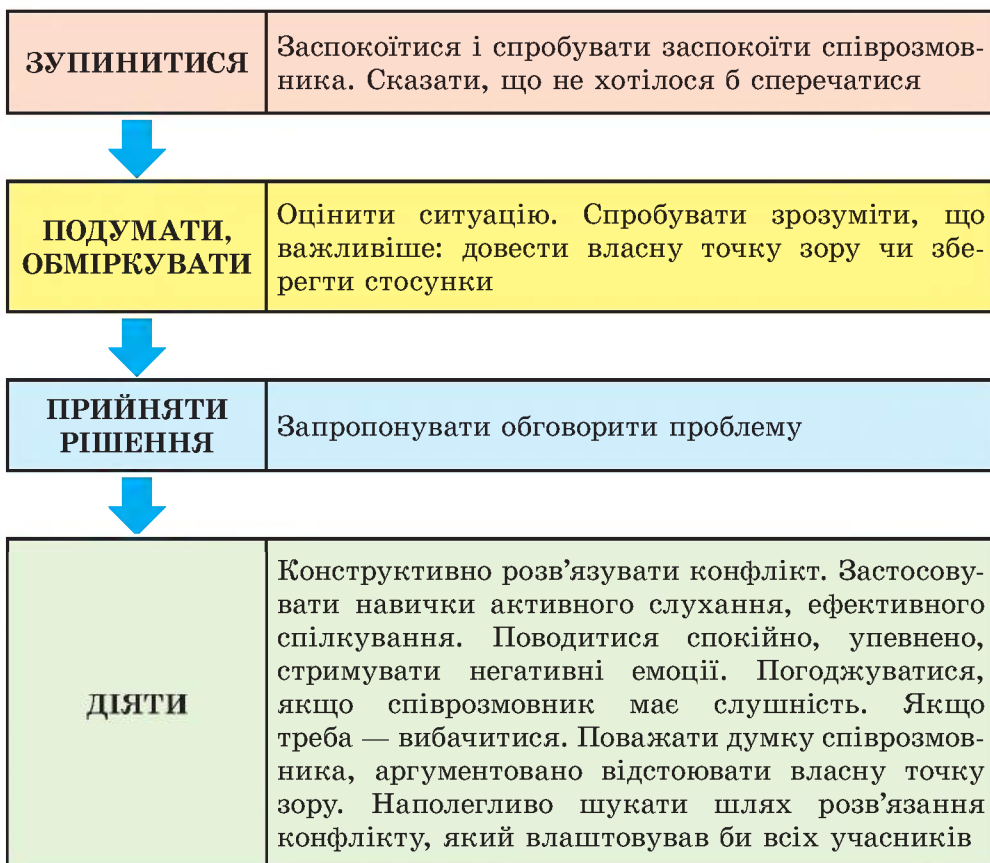 ЗУПИНИТИСЯ
Заспокоїтися і спробувати заспокоїти співрозмов-
ника. Сказати, що не хотілося б сперечатися
ПОДУМАТИ,
ОБМІРКУВАТИ
Оцінити ситуацію. Спробувати зрозуміти, що
важливіше: довести власну точку зору чи збе-
регти стосунки
ПРИЙНЯТИ
РІШЕННЯ
Запропонувати обговорити проблему
ДІЯТИ
Конструктивно розв'язувати конфлікт. Застосову-
вати навички активного слухання, ефективного
спілкування. Поводитися спокійно, упевнено,
стримувати негативні емоції. Погоджуватися,
якщо співрозмовник має слушність. Якщо
треба — вибачитися. Поважати думку співрозмов-
ника, аргументовано відстоювати власну точку
зору. Наполегливо шукати шлях розв'язання
конфлікту, який влаштовував би всіх учасників